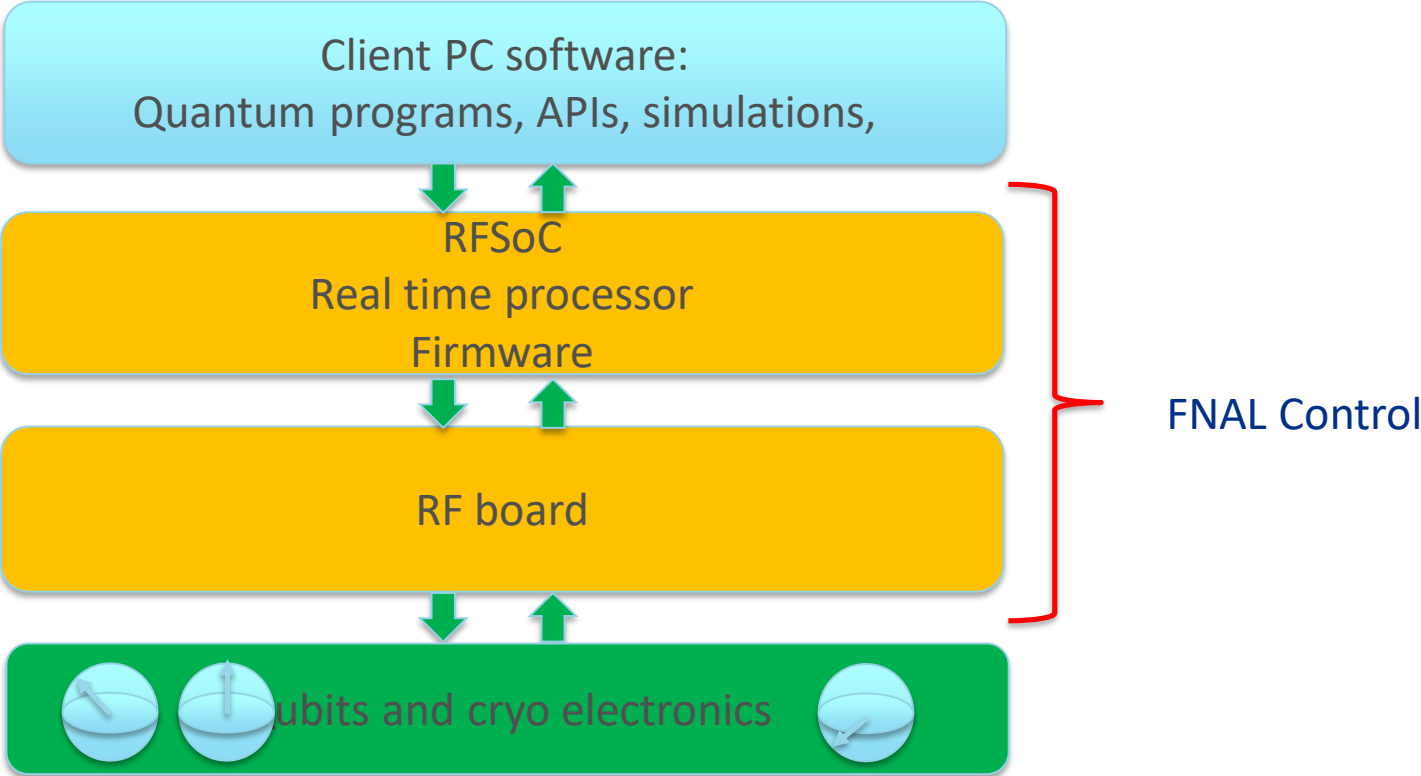 Client PC software:
Quantum programs, APIs, simulations,
RFSoC
Real time processor
Firmware
FNAL Control
RF board
ubits and cryo electronics